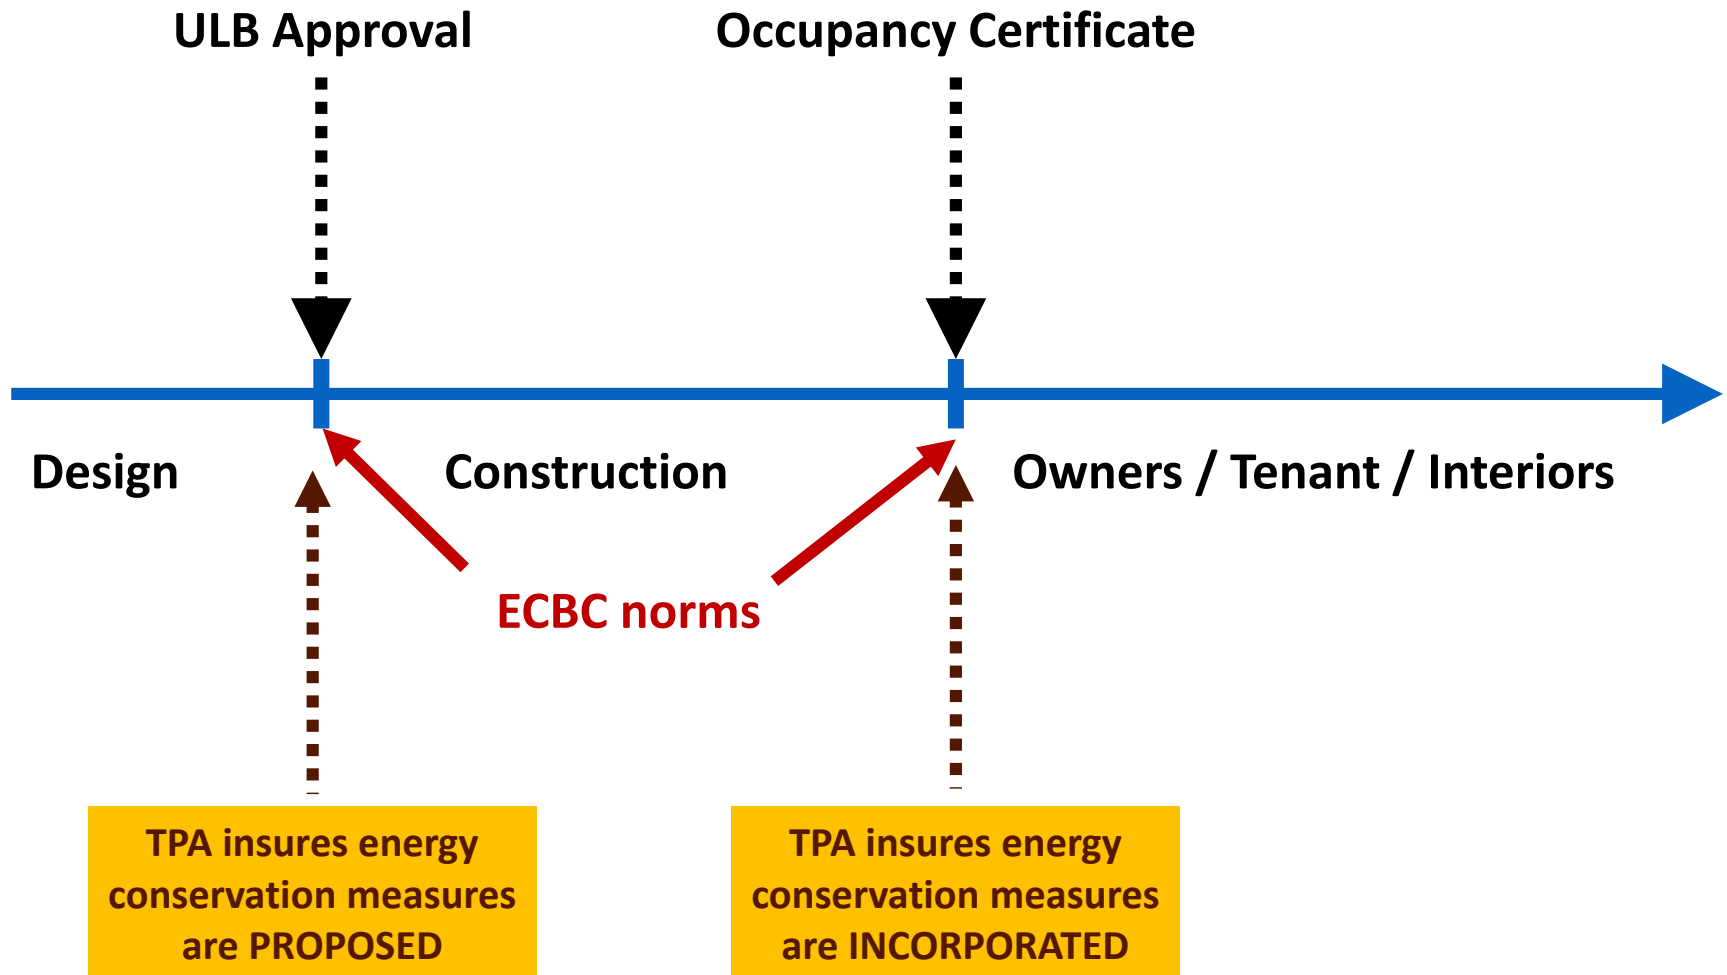 ULB Approval
Occupancy Certificate
Design
Construction
Owners / Tenant / Interiors
ECBC norms
TPA insures energy
conservation measures
are PROPOSED
TPA insures energy
conservation measures
are INCORPORATED